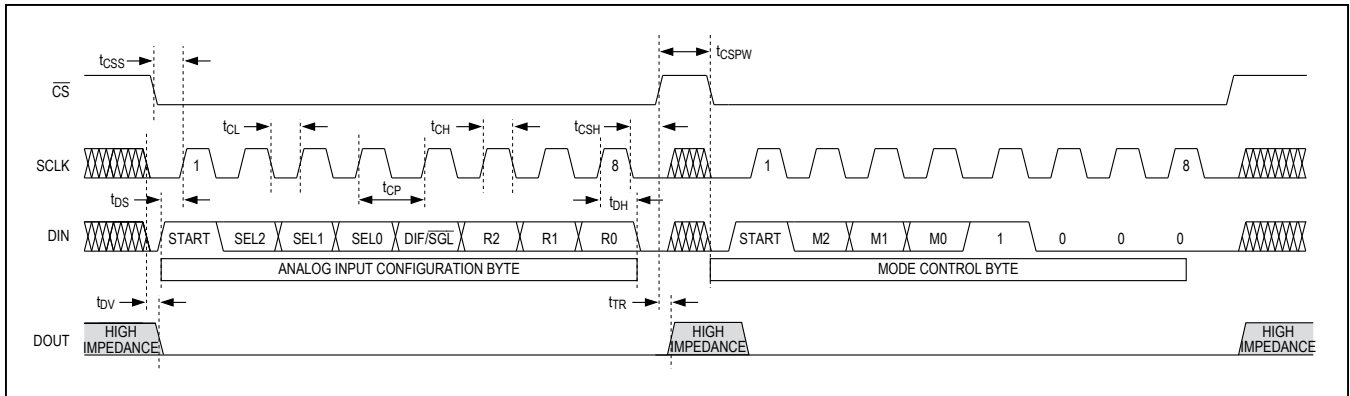 tCSPW
tCSS
CS
tCL tCH tCSH
SCLK 1 8 1 8
tDS tCP tDH
DIN START SEL2 SEL1 SEL0 DIF/SGL R2 R1 R0 START M2 M1 M0 1 0 0 0
ANALOG INPUT CONFIGURATION BYTE MODE CONTROL BYTE
tDV tTR
DOUT HIGH IMPEDANCE HIGH IMPEDANCE HIGH IMPEDANCE